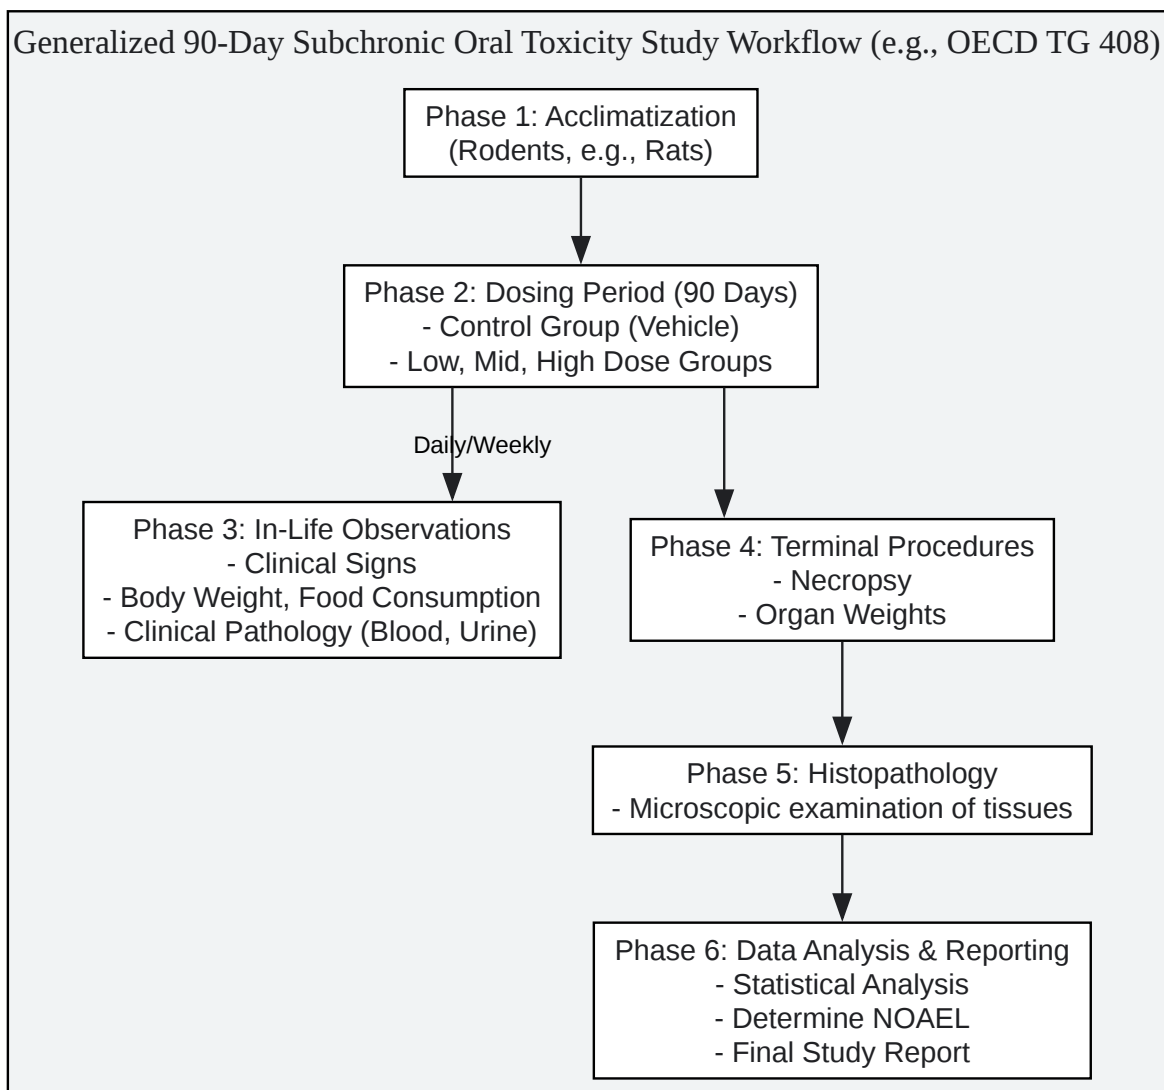 Generalized 90-Day Subchronic Oral Toxicity Study Workflow (e.g., OECD TG 408)
Phase 1: Acclimatization
(Rodents, e.g., Rats)
Phase 2: Dosing Period (90 Days)
- Control Group (Vehicle)
- Low, Mid, High Dose Groups
Daily/Weekly
Phase 3: In-Life Observations
- Clinical Signs
- Body Weight, Food Consumption
- Clinical Pathology (Blood, Urine)
Phase 4: Terminal Procedures
- Necropsy
- Organ Weights
Phase 5: Histopathology
- Microscopic examination of tissues
Phase 6: Data Analysis & Reporting
- Statistical Analysis
- Determine NOAEL
- Final Study Report